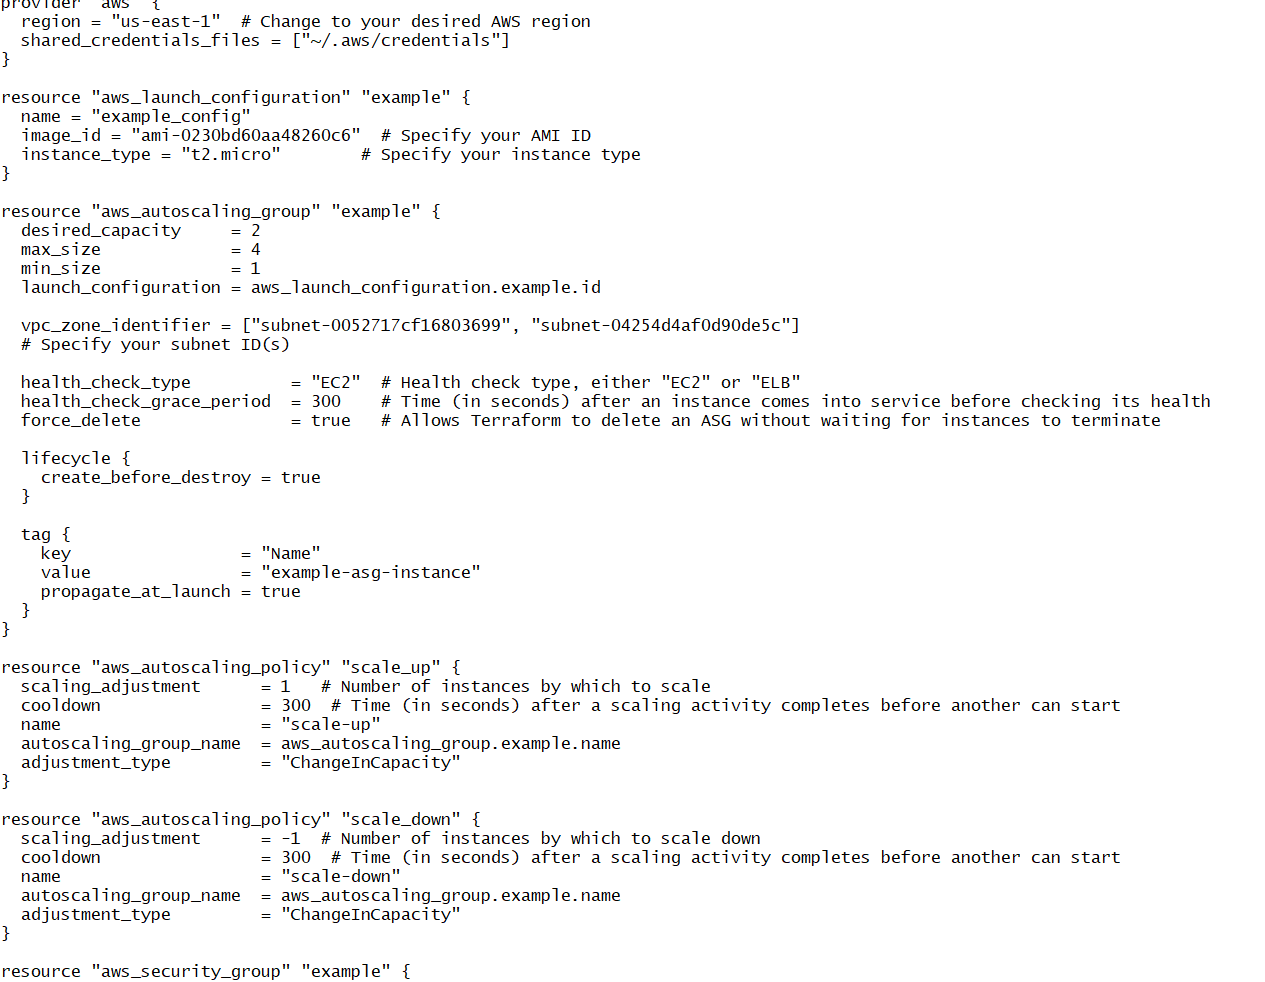 provider "aws" {
  region = "us-east-1"  # Change to your desired AWS region
  shared_credentials_files = ["~/.aws/credentials"]
}

resource "aws_launch_configuration" "example" {
  name = "example_config"
  image_id = "ami-0230bd60aa48260c6"  # Specify your AMI ID
  instance_type = "t2.micro"        # Specify your instance type
}

resource "aws_autoscaling_group" "example" {
  desired_capacity     = 2
  max_size             = 4
  min_size             = 1
  launch_configuration = aws_launch_configuration.example.id

  vpc_zone_identifier = ["subnet-0052717cf16803699", "subnet-04254d4af0d90de5c"]
  # Specify your subnet ID(s)

  health_check_type          = "EC2"  # Health check type, either "EC2" or "ELB"
  health_check_grace_period  = 300    # Time (in seconds) after an instance comes into service before checking its health
  force_delete               = true   # Allows Terraform to delete an ASG without waiting for instances to terminate

  lifecycle {
    create_before_destroy = true
  }

  tag {
    key                 = "Name"
    value               = "example-asg-instance"
    propagate_at_launch = true
  }
}

resource "aws_autoscaling_policy" "scale_up" {
  scaling_adjustment      = 1   # Number of instances by which to scale
  cooldown                = 300  # Time (in seconds) after a scaling activity completes before another can start
  name                    = "scale-up"
  autoscaling_group_name  = aws_autoscaling_group.example.name
  adjustment_type         = "ChangeInCapacity"
}

resource "aws_autoscaling_policy" "scale_down" {
  scaling_adjustment      = -1  # Number of instances by which to scale down
  cooldown                = 300  # Time (in seconds) after a scaling activity completes before another can start
  name                    = "scale-down"
  autoscaling_group_name  = aws_autoscaling_group.example.name
  adjustment_type         = "ChangeInCapacity"
}

resource "aws_security_group" "example" {